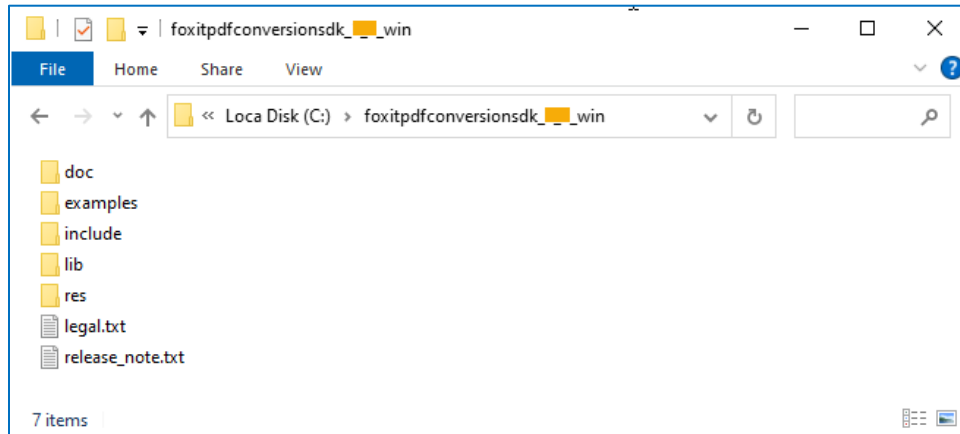 foxitpdfconversionsdk_ _ _win
File Home Share View
« Loca Disk (C:) › foxitpdfconversionsdk_ _ _win
doc
examples
include
lib
res
legal.txt
release_note.txt
7 items